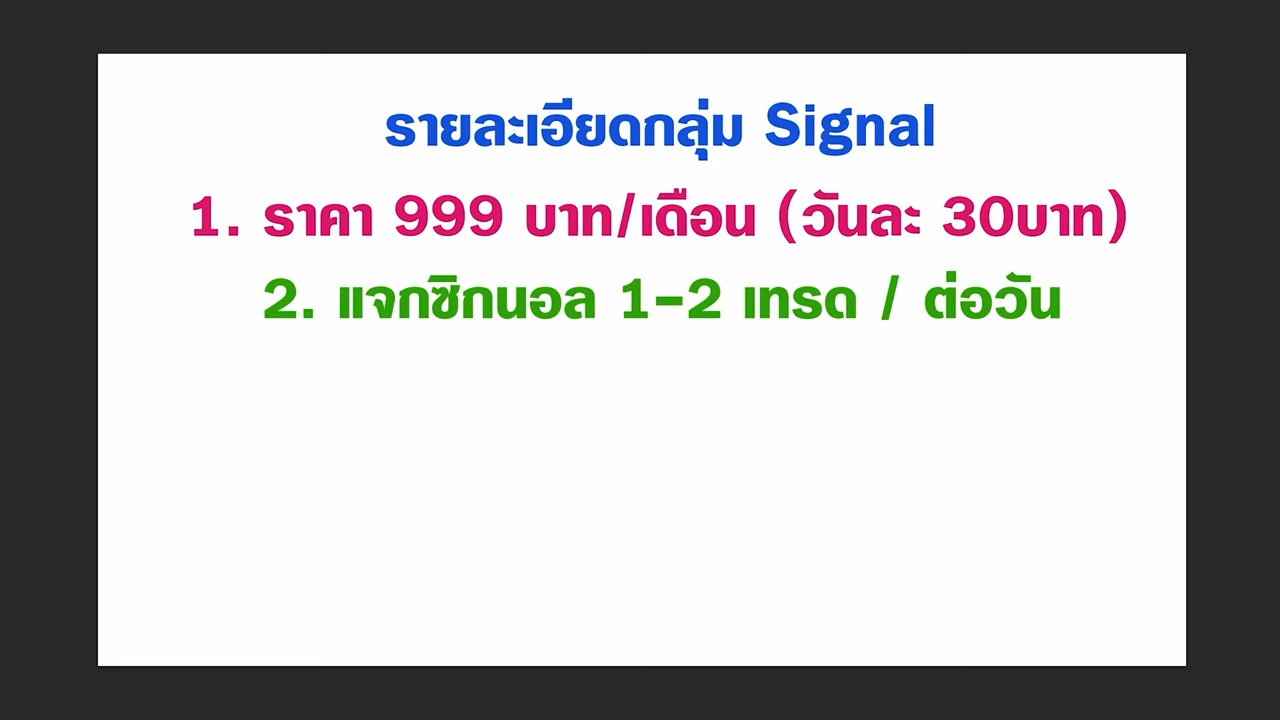 รายละเอียดกลุ่ม Signal
1. ราคา 999 บาท/เดือน (วันละ 30บาท)
2. แจกซิกนอล 1-2 เทรด / ต่อวัน